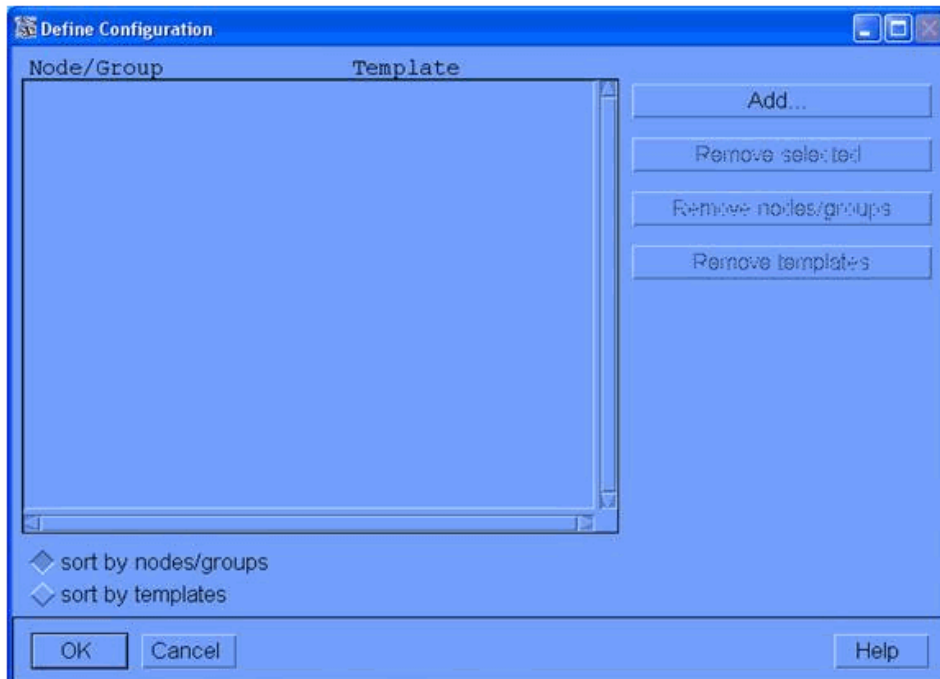 Define Configuration
Node/Group Template
Add...
Remove selected
Remove nodes/groups
Remove templates
sort by nodes/groups
sort by templates
OK Cancel Help